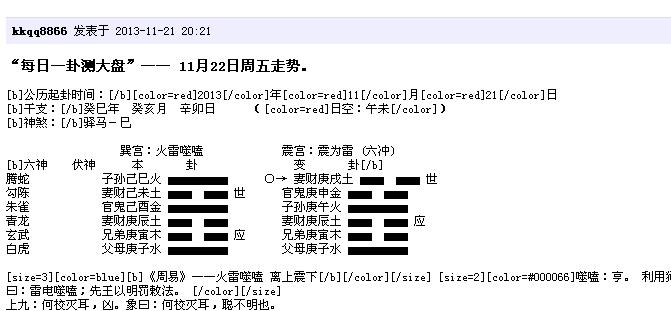 kkqq8866 发表于 2013-11-21 20:21
“每日一卦测大盘”—— 11月22日周五走势。
[b]公历起卦时间：[/b][color=red]2013[/color]年[color=red]11[/color]月[color=red]21[/color]日
[b]干支：[/b]癸巳年 癸亥月 辛卯日 （[color=red]日空：午未[/color]）
[b]神煞：[/b]驿马－巳
巽宫：火雷噬嗑 震宫：震为雷 (六冲)
[b]六神 伏神 本 卦 变 卦[/b]
腾蛇 子孙己巳火 ○→ 妻财庚戌土 世
勾陈 妻财己未土 世 官鬼庚申金
朱雀 官鬼己酉金 子孙庚午火
青龙 妻财庚辰土 妻财庚辰土 应
玄武 兄弟庚寅木 应 兄弟庚寅木
白虎 父母庚子水 父母庚子水
[size=3][color=blue][b]《周易》——火雷噬嗑 离上震下[/b][/color][/size] [size=2][color=#000066]噬嗑：亨。 利用
曰：雷电噬嗑；先王以明罚敕法。 [/color][/size]
上九：何校灭耳，凶。象曰：何校灭耳，聪不明也。